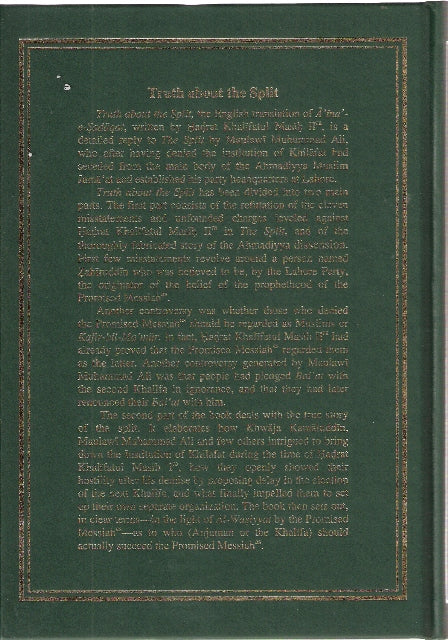 Truth about the Split
Truth about the Split, the English translation of A'ina'-
e-Sadaqat, written by Hadrat Khalifatul Masih IIra, is a
detailed reply to The Split by Maulawi Muhammad Ali,
who after having denied the institution of Khilafat had
seceded from the main body of the Ahmadiyya Muslim
Jama'at and established his party headquarters at Lahore.
Truth about the Split has been divided into two main
parts. The first part consists of the refutation of the eleven
misstatements and unfounded charges leveled against
Hadrat Khalifatul Masih IIra in The Split, and of the
thoroughly fabricated story of the Ahmadiyya dissension.
First few misstatements revolve around a person named
Zahiruddin who was believed to be, by the Lahore Party,
the originator of the belief of the prophethood of the
Promised Messiahas.
Another controversy was whether those who denied
the Promised Messiahas should be regarded as Muslims or
Kafir-bil-Ma'mur. In fact, Hadrat Khalifatul Masih IIra had
already proved that the Promised Messiahas regarded them
as the latter. Another controversy generated by Maulawi
Muhammad Ali was that people had pledged Bai'at with
the second Khalifa in ignorance, and that they had later
renounced their Bai'at with him.
The second part of the book deals with the true story
of the split. It elaborates how Khwaja Kamaluddin,
Maulawi Muhammad Ali and few others intrigued to bring
down the institution of Khilafat during the time of Hadrat
Khalifatul Masih Ira, how they openly showed their
hostility after his demise by proposing delay in the election
of the next Khalifa, and what finally impelled them to set
up their own separate organization. The book then sets out,
in clear terms—in the light of Al-Wasiyyat by the Promised
Messiahas—as to who (Anjuman or the Khalifa) should
actually succeed the Promised Messiahas.